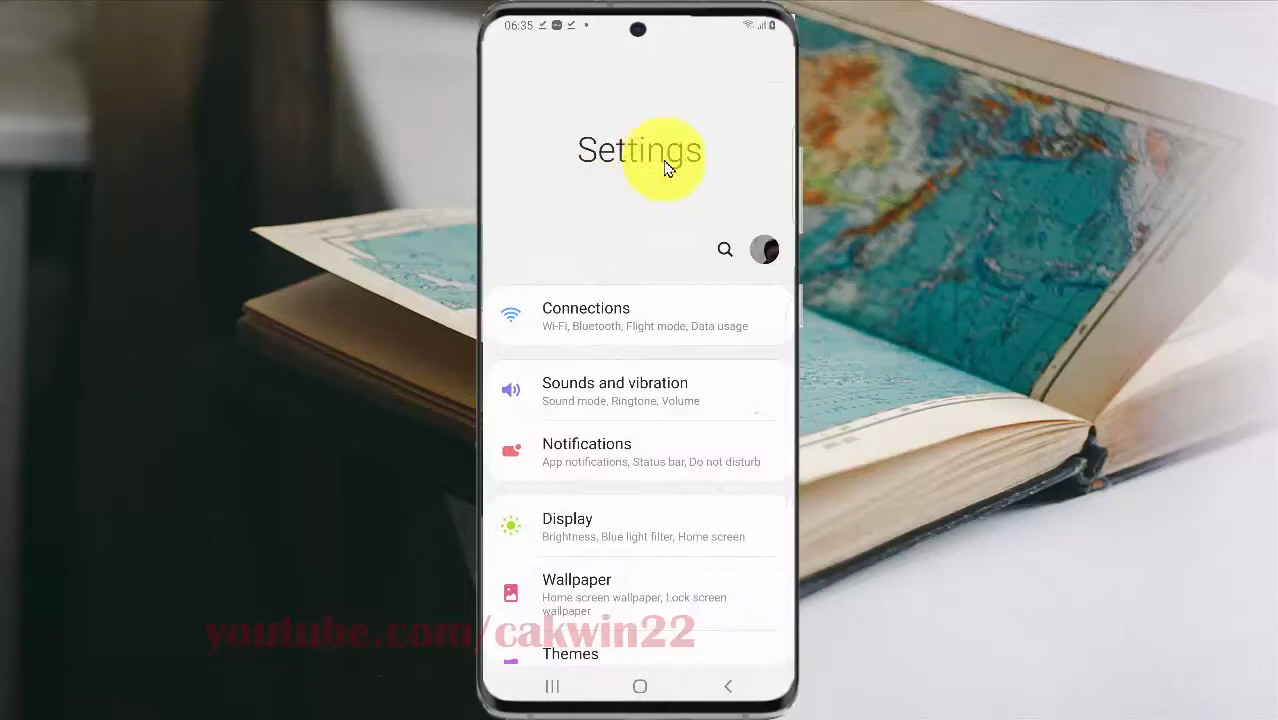 06:35
Settings
Connections
Wi-Fi, Bluetooth, Flight mode, Data usage
Sounds and vibration
Sound mode, Ringtone, Volume
Notifications
App notifications, Status bar, Do not disturb
Display
Brightness, Blue light filter, Home screen
Wallpaper
Home screen wallpaper, Lock screen
wallpaper
youtube.com/cakwin22
Themes